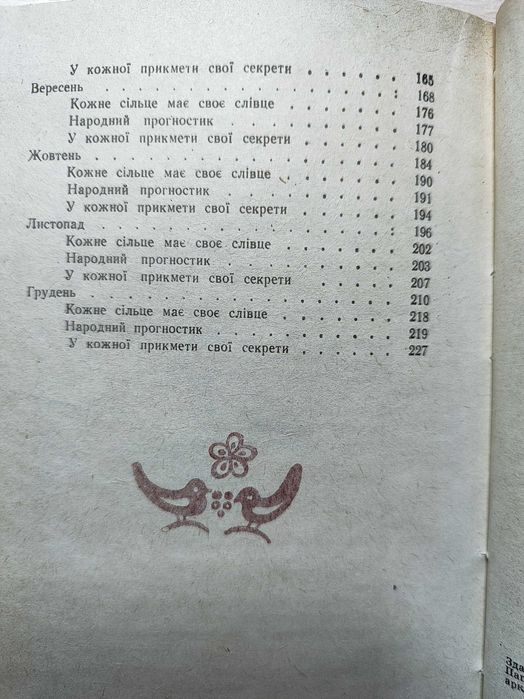 У кожної прикмети свої секрети . . . . . . 165
Вересень . . . . . . . . . . . . . . . 168
Кожне сільце має своє слівце . . . . . . 176
Народний прогностик . . . . . . . . . 177
У кожної прикмети свої секрети . . . . . . 180
Жовтень . . . . . . . . . . . . . . . 184
Кожне сільце має своє слівце . . . . . . 190
Народний прогностик . . . . . . . . . 191
У кожної прикмети свої секрети . . . . . . 194
Листопад . . . . . . . . . . . . . . . 196
Кожне сільце має своє слівце . . . . . . 202
Народний прогностик . . . . . . . . . 203
У кожної прикмети свої секрети . . . . . 207
Грудень . . . . . . . . . . . . . . . 210
Кожне сільце має своє слівце . . . . . . 218
Народний прогностик . . . . . . . . . 219
У кожної прикмети свої секрети . . . . . 227
Зда